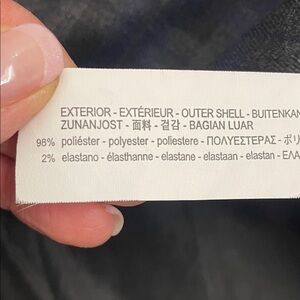 EXTERIOR - EXTÉRIEUR - OUTER SHELL - BUITENKAN
ZUNANJOST - 面料 - 겉감 - BAGIAN LUAR
98% poliéster - polyester - poliestere - ΠΟΛΥΕΣΤΕΡΑΣ - ポリ
2% elastano - élasthanne - elastane - elastaan - elastan - ΕΛΑ